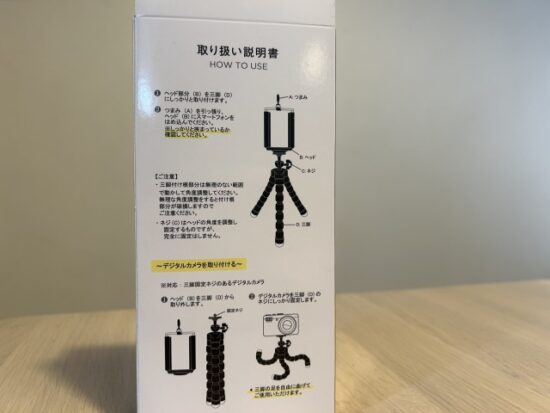 取り扱い説明書
HOW TO USE
① ヘッド部分（B）を三脚（D）
にしっかりと取り付けます。
② つまみ（A）を引っ張り、
ヘッド（B）にスマートフォンを
はめ込んでください。
※しっかりと挟まっているか
確認してください。
A つまみ
B ヘッド
C ネジ
D 三脚
【ご注意】
・三脚付け根部分は無理のない範囲
で動かして角度調整してください。
無理な角度調整をすると付け根
部分が破損しますので
ご注意ください。
・ネジ(C)はヘッドの角度を調整し
固定するものですが、
完全に固定はしません。
～デジタルカメラを取り付ける～
※対応：三脚固定ネジのあるデジタルカメラ
① ヘッド（B）を三脚（D）から
取り外します。
固定ネジ
② デジタルカメラを三脚（D）の
ネジにしっかり固定します。
★三脚の足を自由に曲げて
ご使用いただけます。